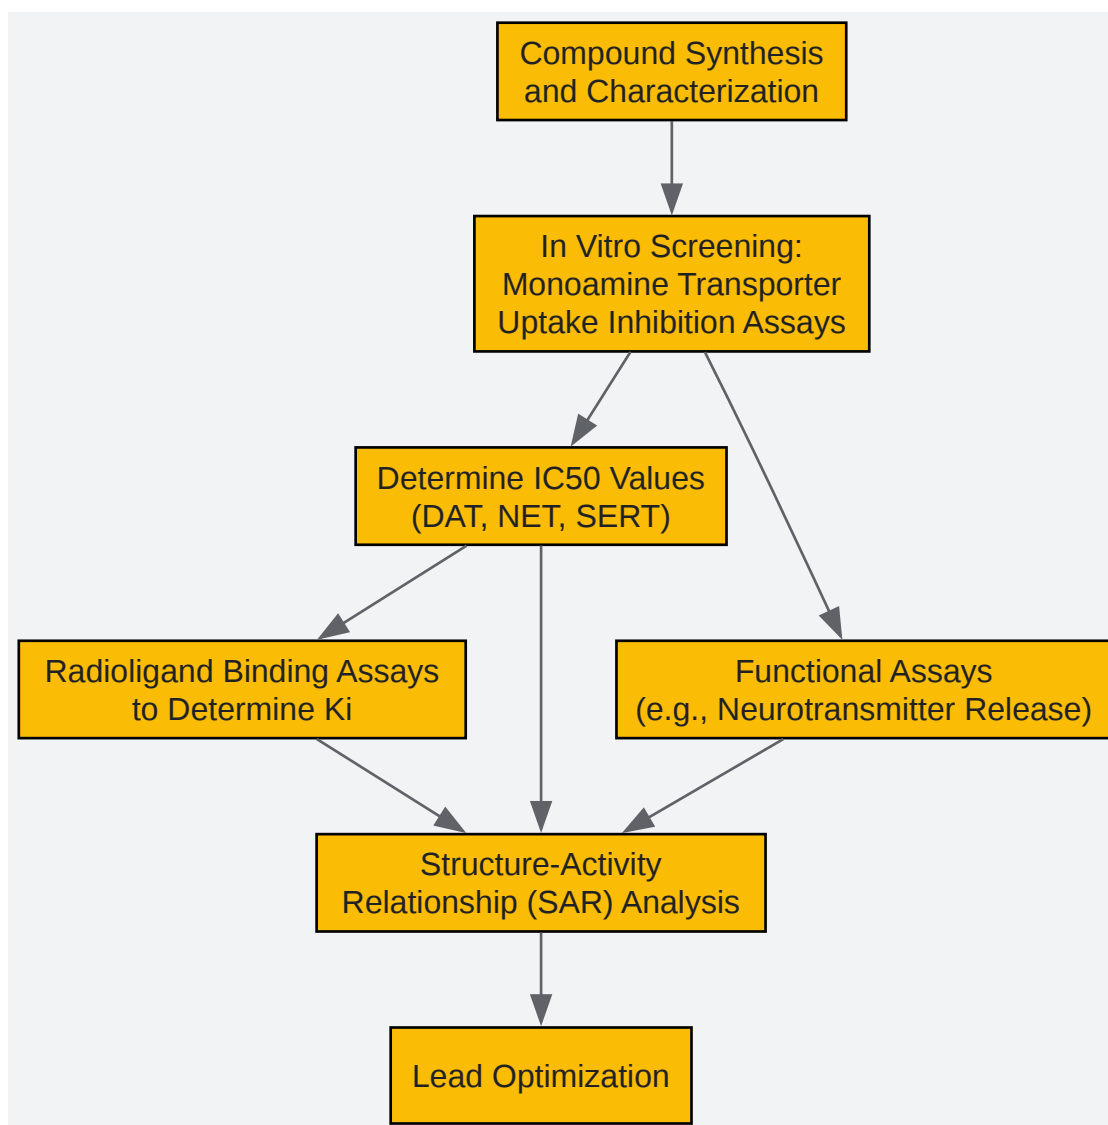 Compound Synthesis
and Characterization
In Vitro Screening:
Monoamine Transporter
Uptake Inhibition Assays
Determine IC50 Values
(DAT, NET, SERT)
Radioligand Binding Assays
to Determine Ki
Functional Assays
(e.g., Neurotransmitter Release)
Structure-Activity
Relationship (SAR) Analysis
Lead Optimization